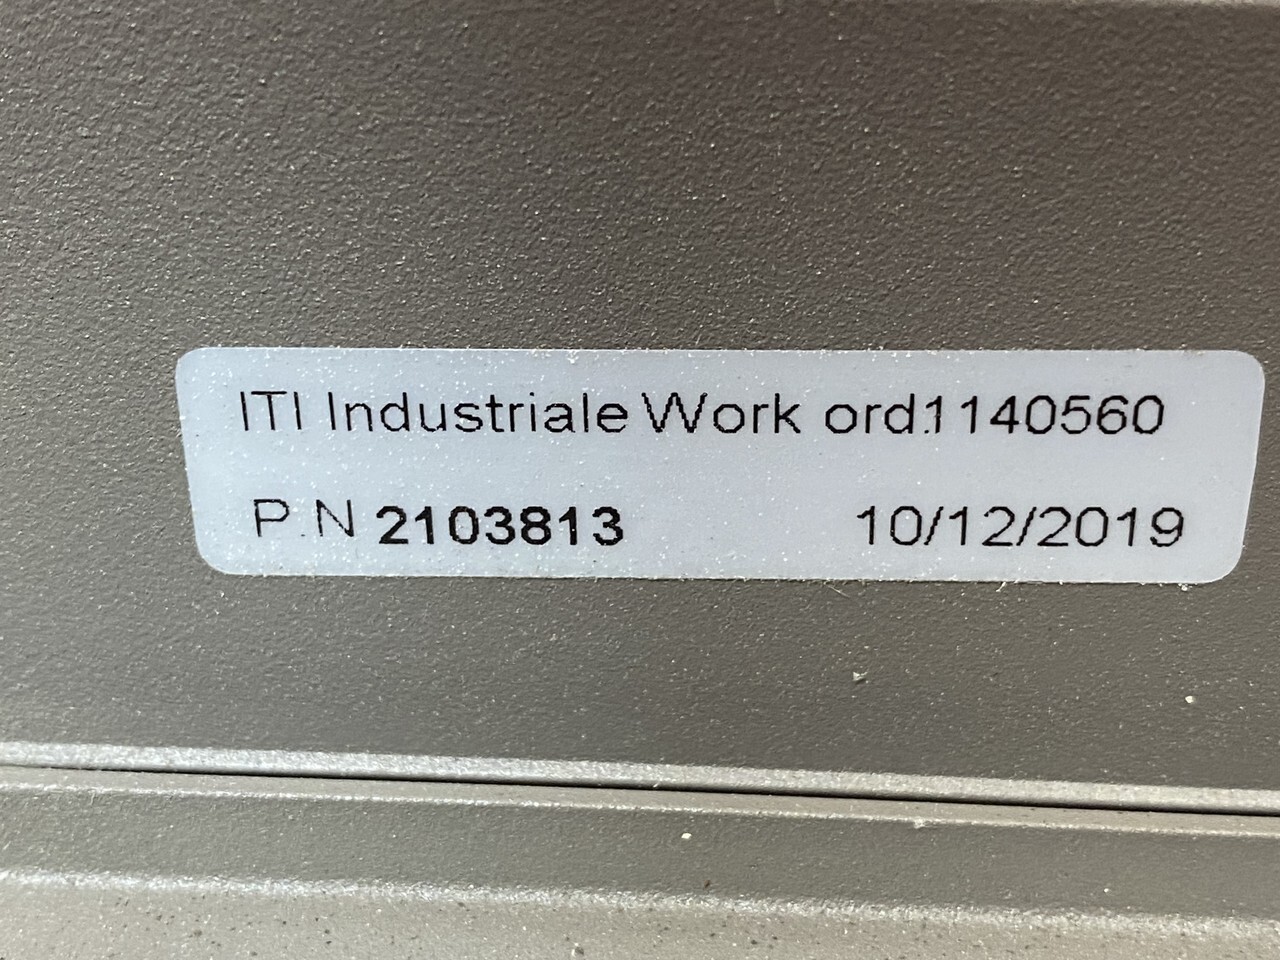 ITI Industriale Work ord.1140560
P.N 2103813 10/12/2019